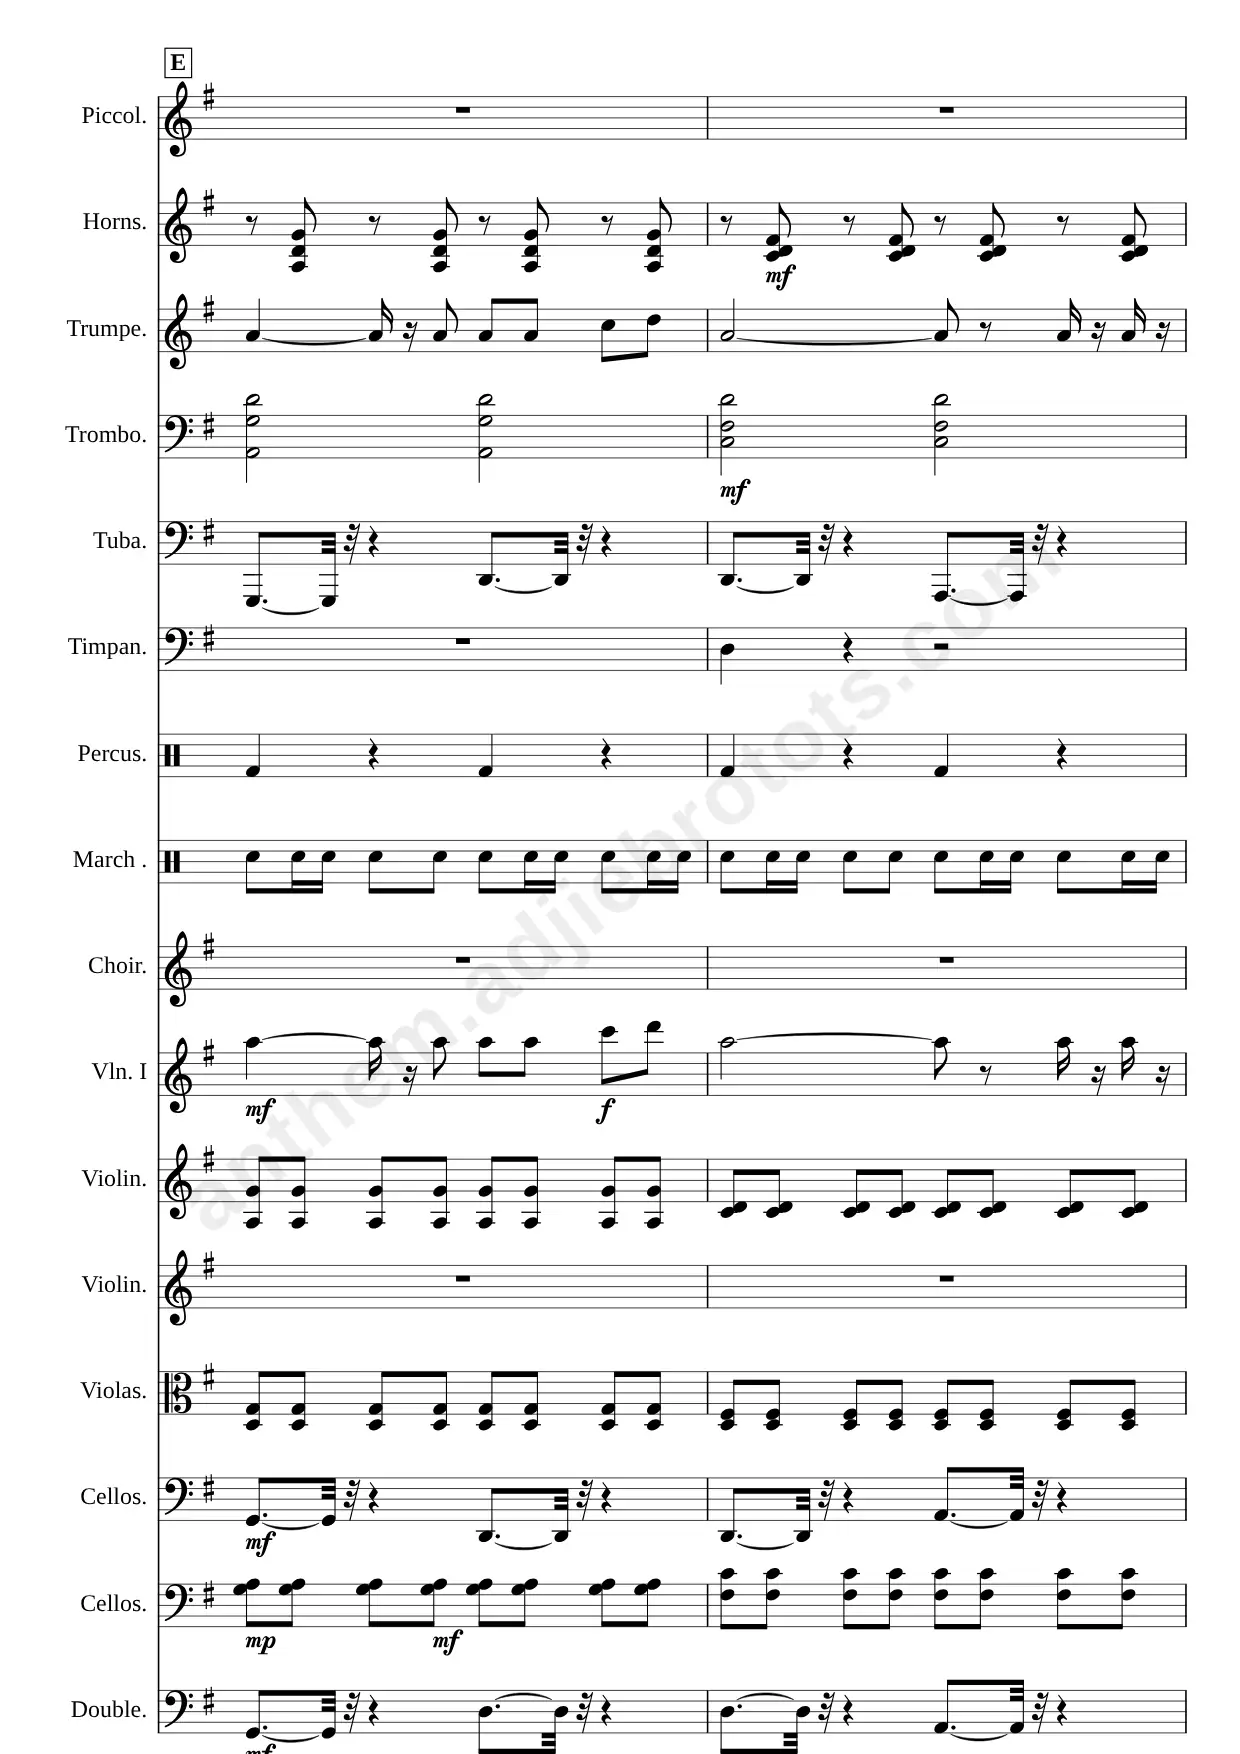 E
Piccol.
Horns.
mf
Trumpe.
Trombo.
mf
Tuba.
Timpan.
Percus.
March .
Choir.
Vln. I
mf f
Violin.
Violin.
Violas.
Cellos.
mf
Cellos.
mp mf
Double.
mf
anthem.adjiebrotots.com